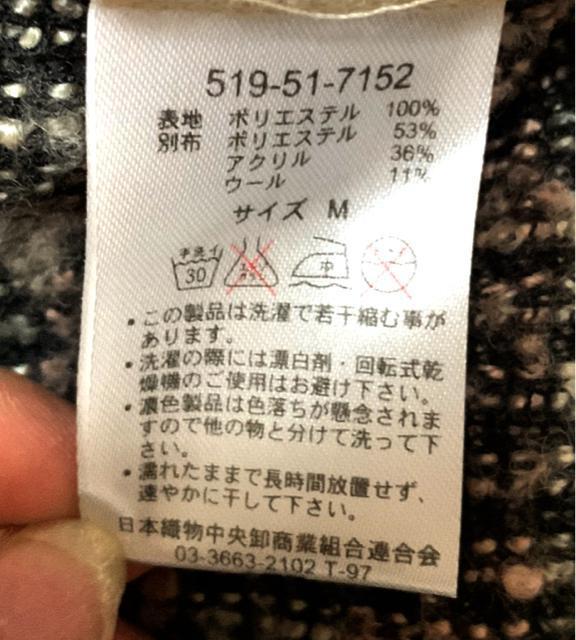 519-51-7152
表地 ポリエステル 100%
別布 ポリエステル 53%
アクリル 36%
ウール 11%
サイズ M
手洗イ 30 中
・この製品は洗濯で若干縮む事が
あります。
・洗濯の際には漂白剤・回転式乾
燥機のご使用はお避け下さい。
・濃色製品は色落ちが懸念されま
すので他の物と分けて洗って下
さい。
・濡れたままで長時間放置せず、
速やかに干して下さい。
日本織物中央卸商業組合連合会
03-3663-2102 T-97